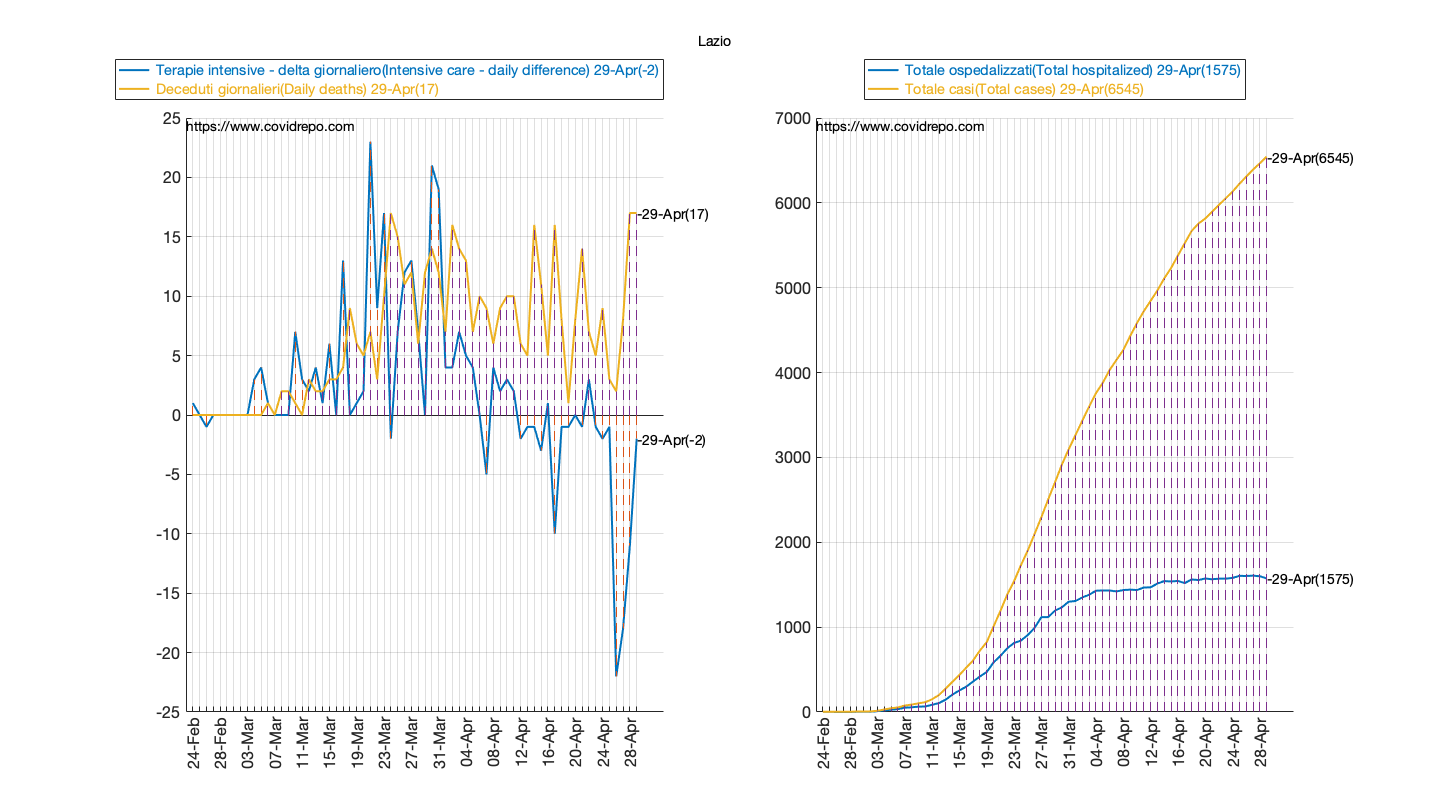 Lazio
Terapie intensive - delta giornaliero(Intensive care - daily difference) 29-Apr(-2)
Deceduti giornalieri(Daily deaths) 29-Apr(17)
https://www.covidrepo.com
25
20
15
10
5
0
-5
-10
-15
-20
-25
-29-Apr(17)
-29-Apr(-2)
24-Feb
28-Feb
03-Mar
07-Mar
11-Mar
15-Mar
19-Mar
23-Mar
27-Mar
31-Mar
04-Apr
08-Apr
12-Apr
16-Apr
20-Apr
24-Apr
28-Apr
Totale ospedalizzati(Total hospitalized) 29-Apr(1575)
Totale casi(Total cases) 29-Apr(6545)
https://www.covidrepo.com
7000
6000
5000
4000
3000
2000
1000
0
-29-Apr(6545)
-29-Apr(1575)
24-Feb
28-Feb
03-Mar
07-Mar
11-Mar
15-Mar
19-Mar
23-Mar
27-Mar
31-Mar
04-Apr
08-Apr
12-Apr
16-Apr
20-Apr
24-Apr
28-Apr